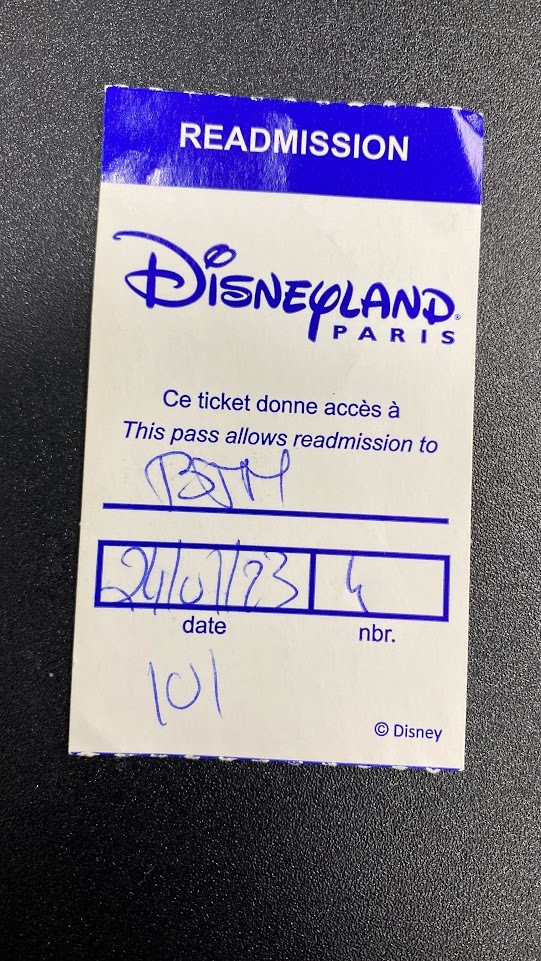 READMISSION
DISNEYLAND®
PARIS
Ce ticket donne accès à
This pass allows readmission to
BSTM
24/07/23 4
date nbr.
101
© Disney